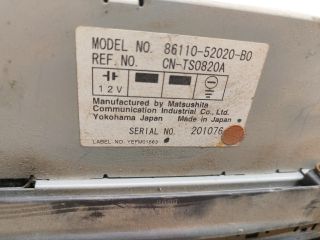 MODEL NO. 86110-52020-B0
REF. NO. CN-TS0820A
12V
Manufactured by Matsushita
Communication Industrial Co., Ltd.
Yokohama Japan Made in Japan
SERIAL NO. 201076
LABEL NO. YEFM01863